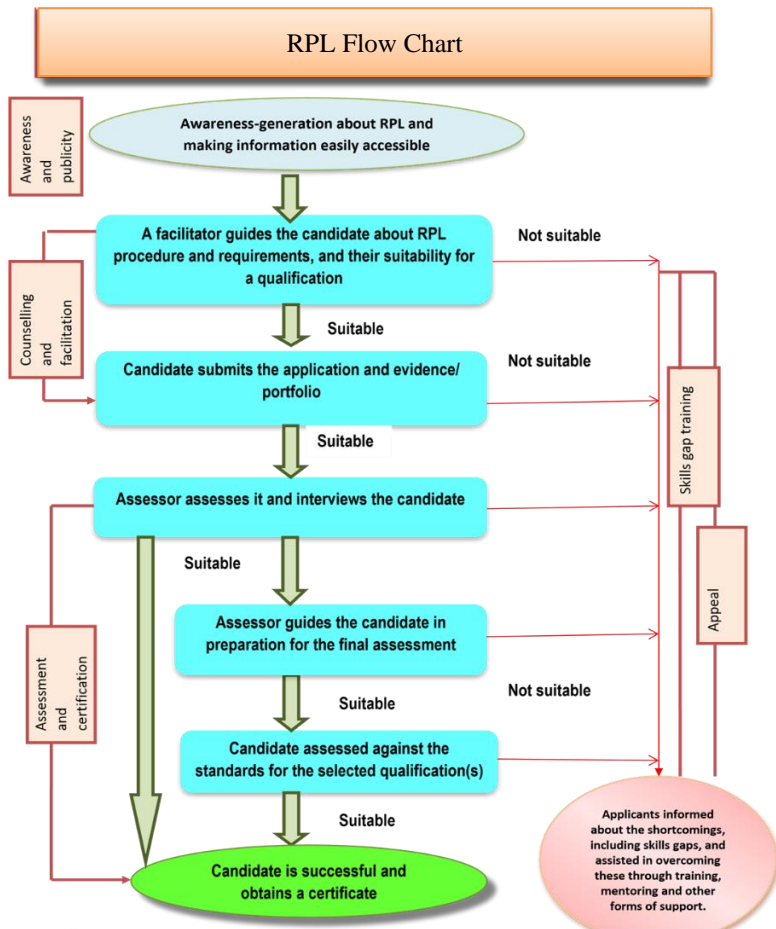 RPL Flow Chart
Awareness
and
publicity
Awareness-generation about RPL and
making information easily accessible
A facilitator guides the candidate about RPL
procedure and requirements, and their suitability for
a qualification
Not suitable
Counselling
and
facilitation
Suitable
Candidate submits the application and evidence/
portfolio
Not suitable
Skills gap training
Suitable
Assessor assesses it and interviews the candidate
Suitable
Appeal
Assessor guides the candidate in
preparation for the final assessment
Assessment
and
certification
Suitable
Not suitable
Candidate assessed against the
standards for the selected qualification(s)
Suitable
Applicants informed
about the shortcomings,
including skills gaps, and
assisted in overcoming
these through training,
mentoring and other
forms of support.
Candidate is successful and
obtains a certificate